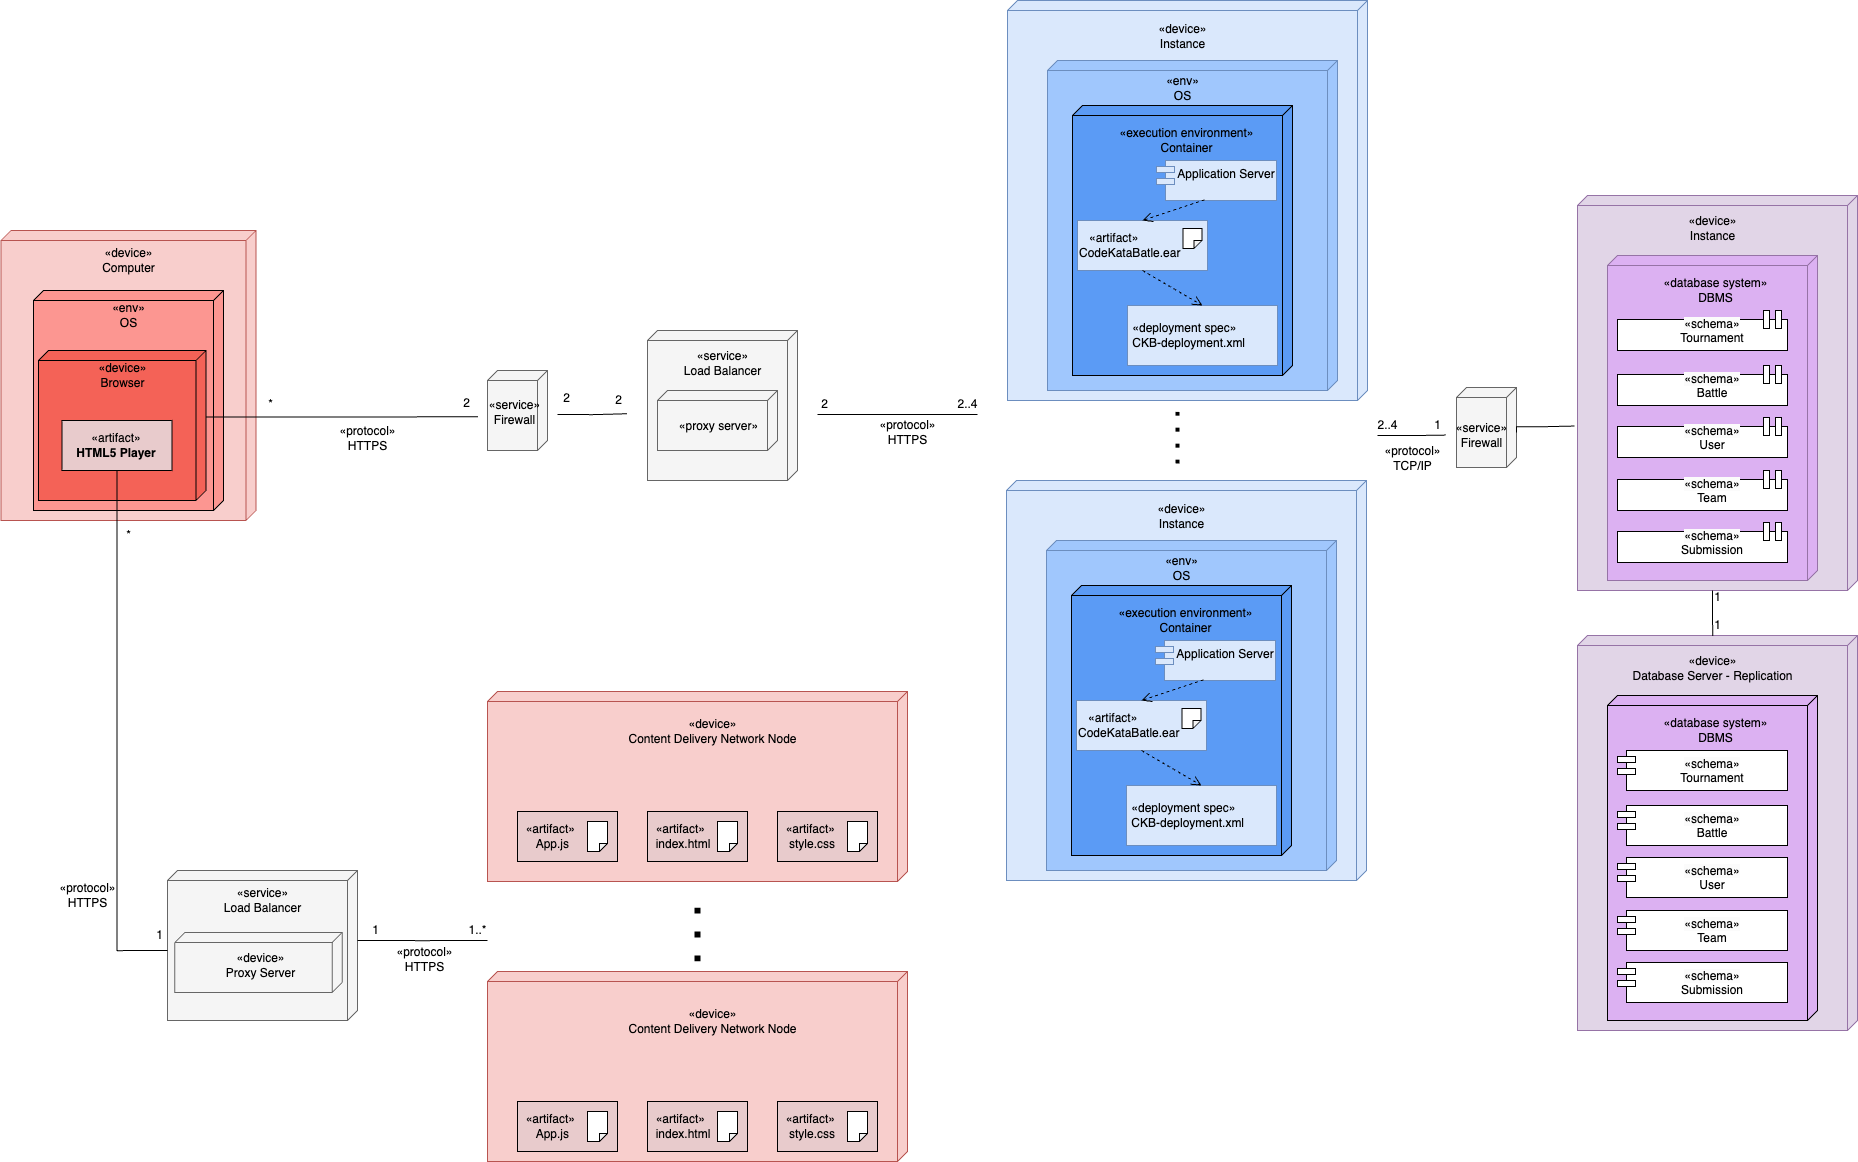 «device»
Computer
«env»
OS
«device»
Browser
«artifact»
HTML5 Player
*
2
«protocol»
HTTPS
«service»
Firewall
2
2
«service»
Load Balancer
«proxy server»
2
2..4
«protocol»
HTTPS
«device»
Instance
«env»
OS
«execution environment»
Container
Application Server
«artifact»
CodeKataBatle.ear
«deployment spec»
CKB-deployment.xml
«device»
Instance
«env»
OS
«execution environment»
Container
Application Server
«artifact»
CodeKataBatle.ear
«deployment spec»
CKB-deployment.xml
2..4
1
«protocol»
TCP/IP
«service»
Firewall
«device»
Instance
«database system»
DBMS
«schema»
Tournament
«schema»
Battle
«schema»
User
«schema»
Team
«schema»
Submission
1
1
«device»
Database Server - Replication
«database system»
DBMS
«schema»
Tournament
«schema»
Battle
«schema»
User
«schema»
Team
«schema»
Submission
*
«protocol»
HTTPS
1
«service»
Load Balancer
«device»
Proxy Server
1
1..*
«protocol»
HTTPS
«device»
Content Delivery Network Node
«artifact»
App.js
«artifact»
index.html
«artifact»
style.css
«device»
Content Delivery Network Node
«artifact»
App.js
«artifact»
index.html
«artifact»
style.css